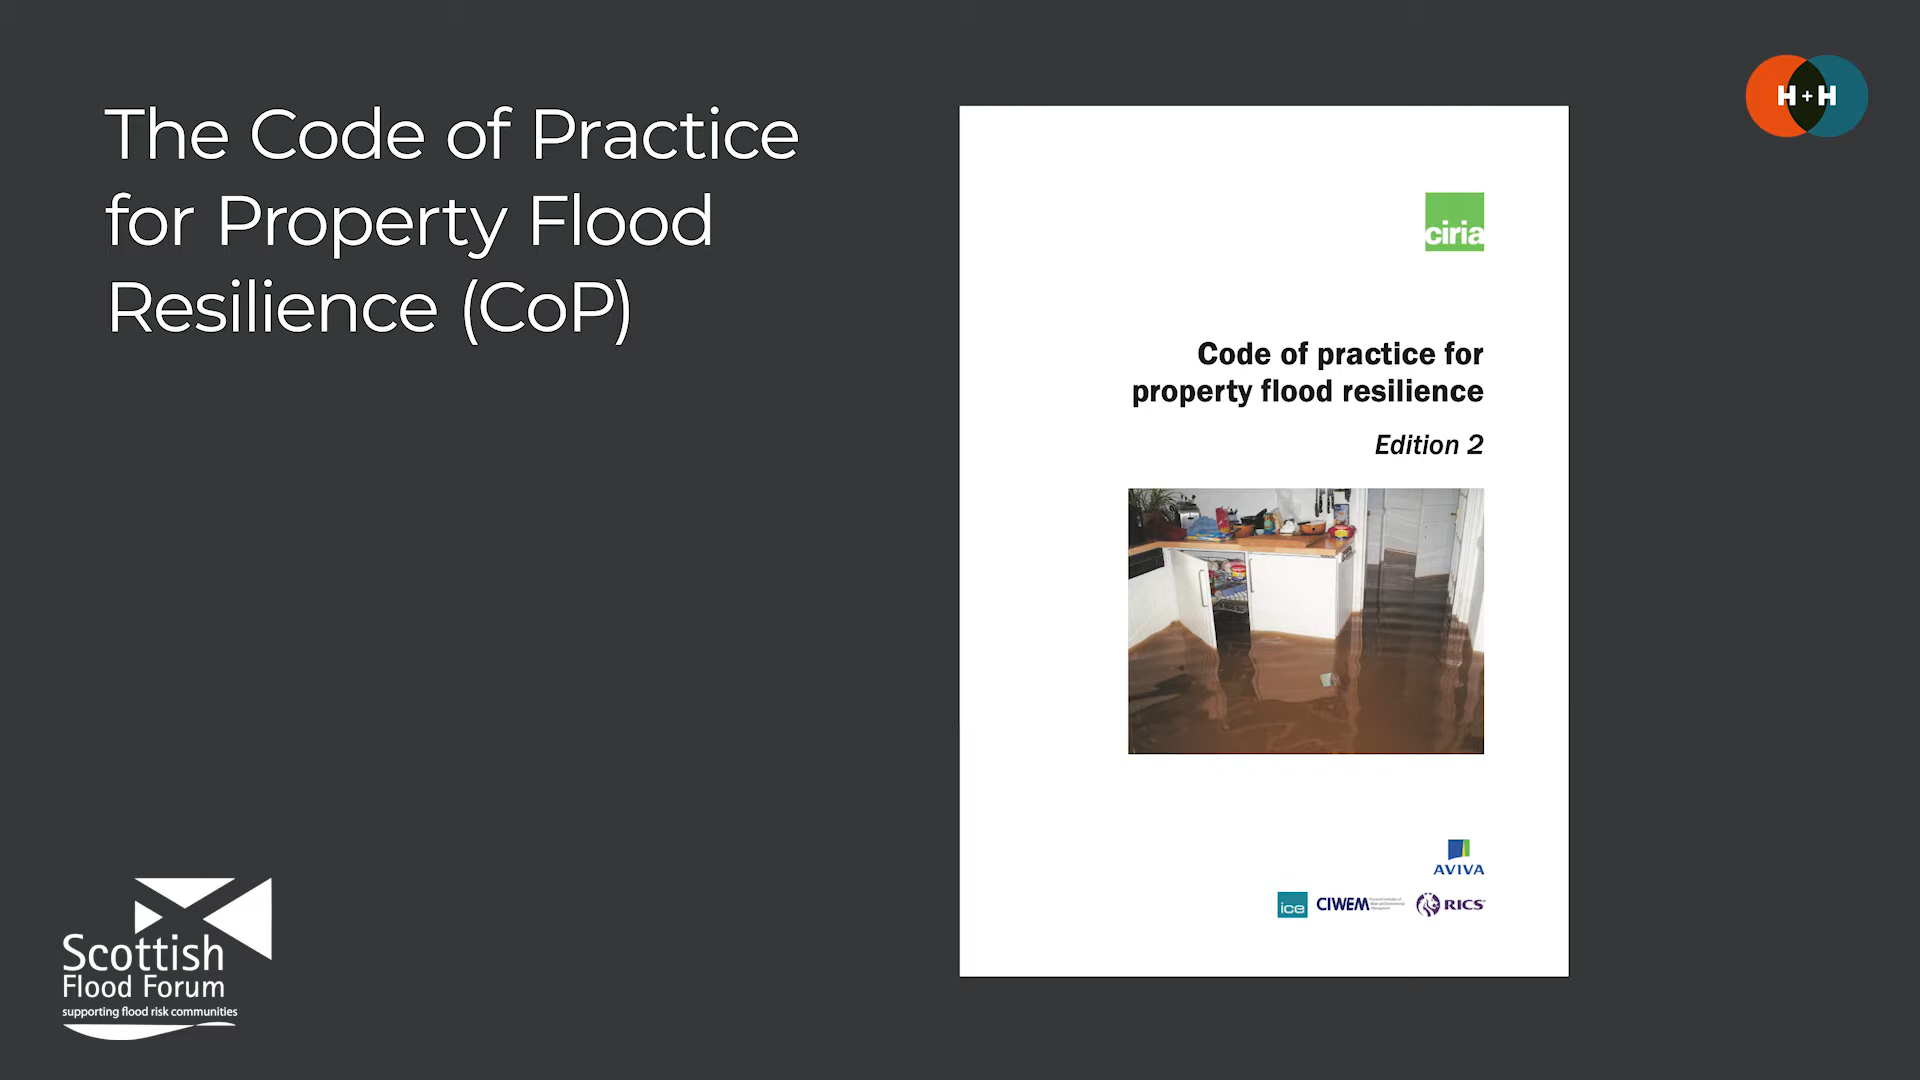 The Code of Practice
for Property Flood
Resilience (CoP)
H+H
ciria
Code of practice for
property flood resilience
Edition 2
AVIVA
ice
CIWEM
RICS
Scottish
Flood Forum
supporting flood risk communities